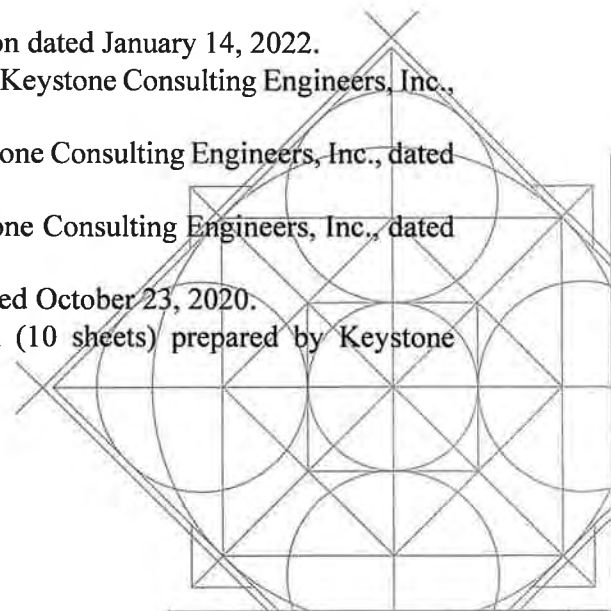 on dated January 14, 2022.
Keystone Consulting Engineers, Inc.,
one Consulting Engineers, Inc., dated
one Consulting Engineers, Inc., dated
ed October 23, 2020.
(10 sheets) prepared by Keystone